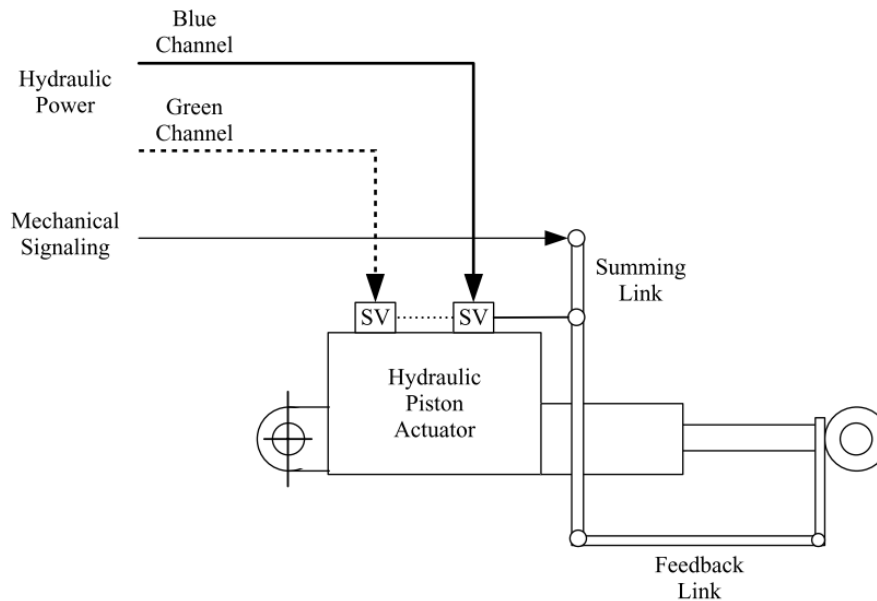 Blue
Channel
Hydraulic
Power
Green
Channel
Mechanical
Signaling
Summing
Link
SV
SV
Hydraulic
Piston
Actuator
Feedback
Link